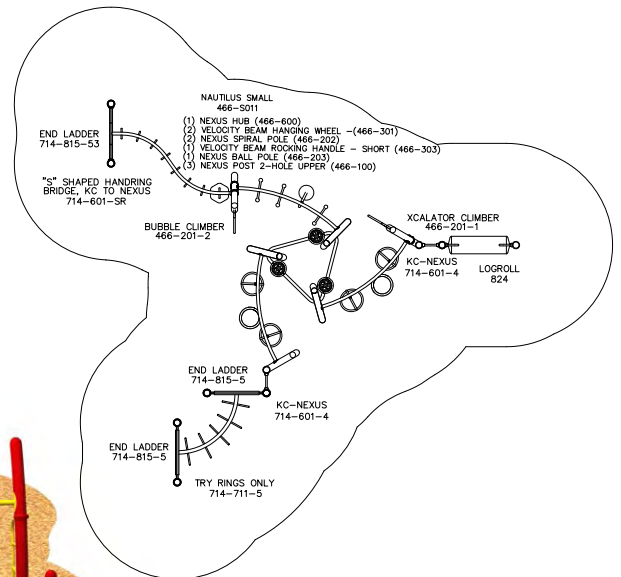 NAUTILUS SMALL
466-S011
(1) NEXUS HUB (466-600)
(2) VELOCITY BEAM HANGING WHEEL -(466-301)
(2) NEXUS SPIRAL POLE (466-202)
(1) VELOCITY BEAM ROCKING HANDLE - SHORT (466-303)
(1) NEXUS BALL POLE (466-203)
(3) NEXUS POST 2-HOLE UPPER (466-100)
END LADDER
714-815-53
"S" SHAPED HANDRING
BRIDGE, KC TO NEXUS
714-601-SR
BUBBLE CLIMBER
466-201-2
XCALATOR CLIMBER
466-201-1
KC-NEXUS
714-601-4
LOGROLL
824
END LADDER
714-815-5
KC-NEXUS
714-601-4
END LADDER
714-815-5
TRY RINGS ONLY
714-711-5